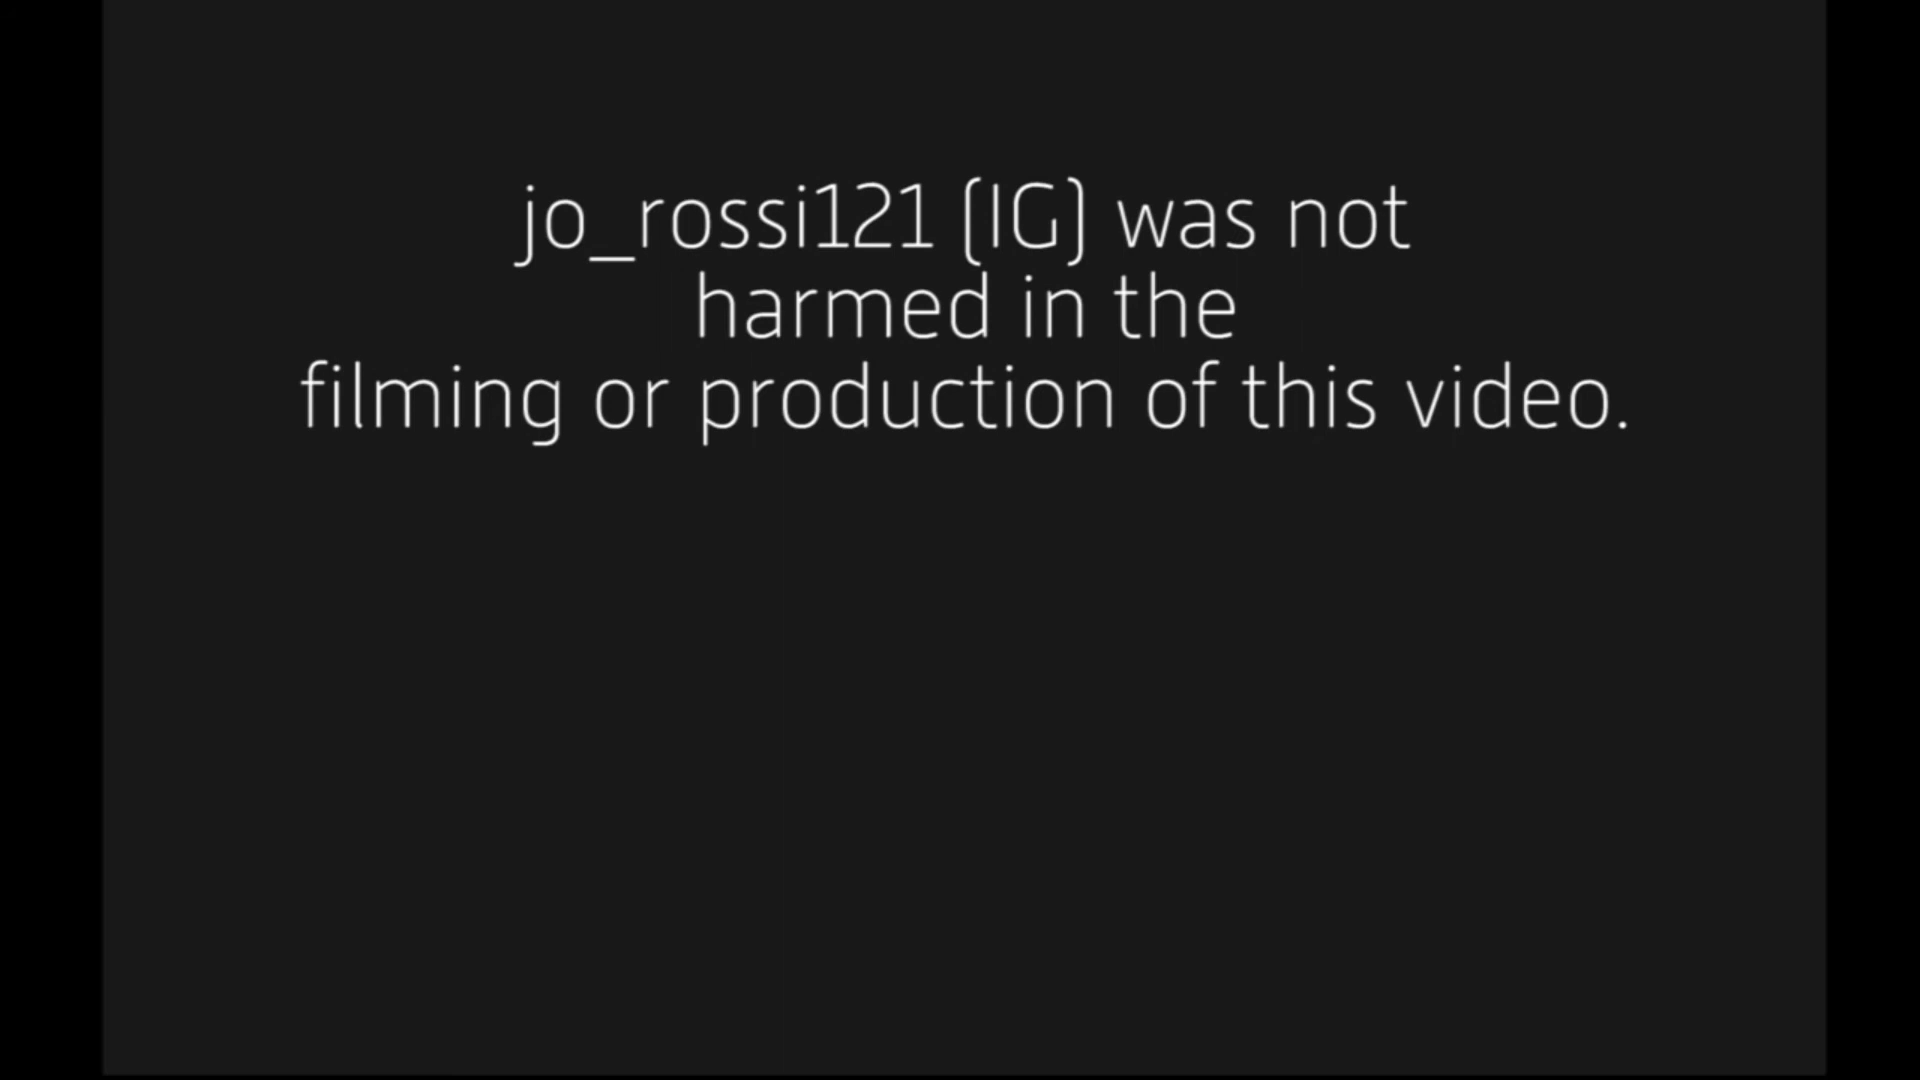 jo_rossi121 (IG) was not
harmed in the
filming or production of this video.